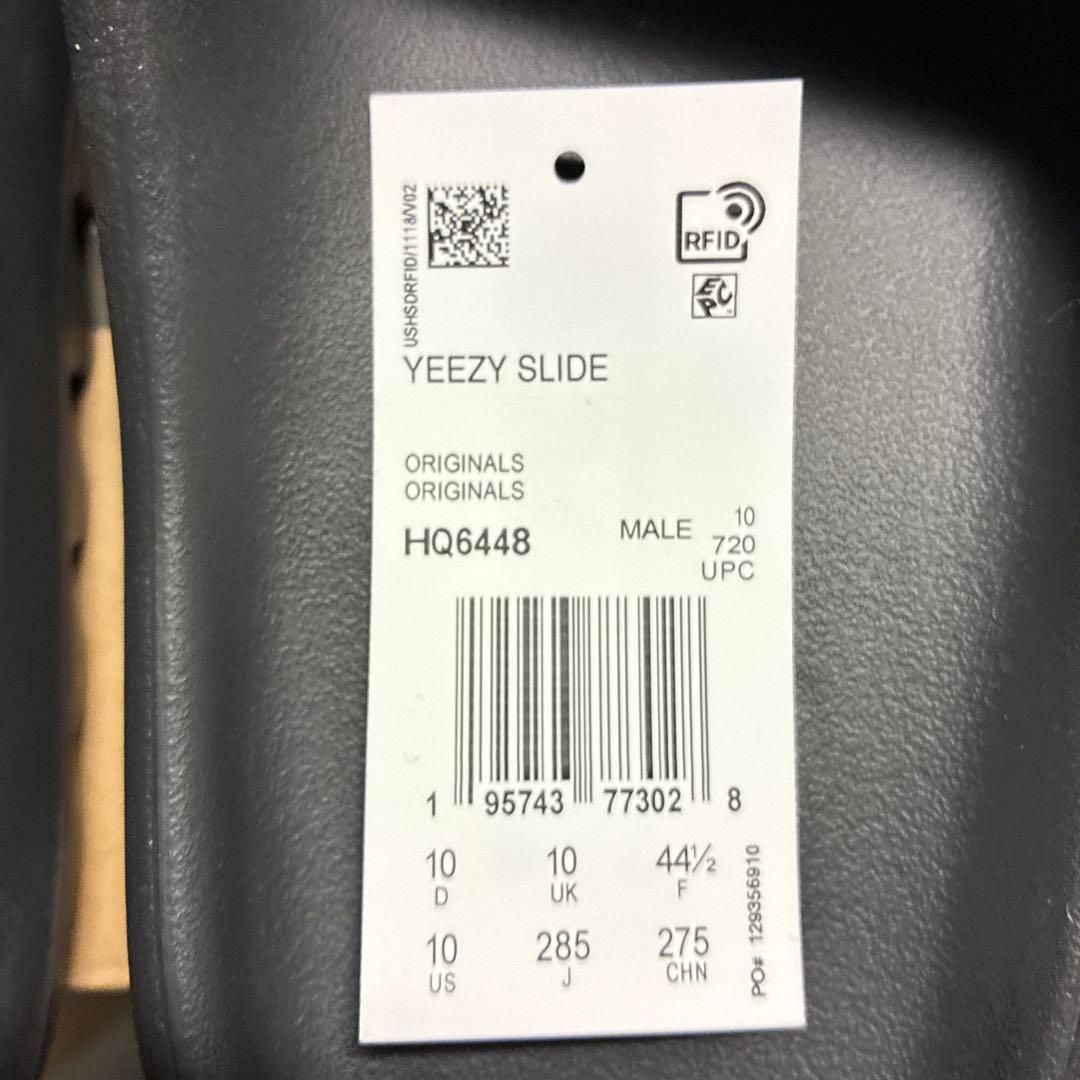 USHSDRFID/1118/V02
RFID
EPC
YEEZY SLIDE
ORIGINALS
ORIGINALS
HQ6448
MALE 10
720
UPC
1 95743 77302 8
10 10 44½
D UK F
10 285 275
US J CHN
PO# 129356910